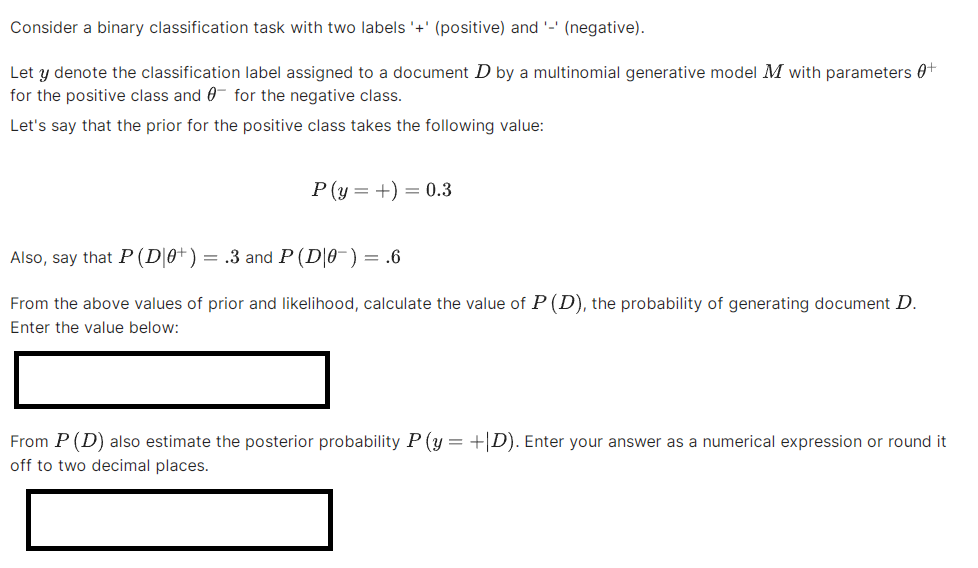 Consider a binary classification task with two labels '+' (positive) and '-' (negative).
Let y denote the classification label assigned to a document D by a multinomial generative model M with parameters θ⁺
for the positive class and θ⁻ for the negative class.
Let's say that the prior for the positive class takes the following value:
P (y = +) = 0.3
Also, say that P (D|θ⁺) = .3 and P (D|θ⁻) = .6
From the above values of prior and likelihood, calculate the value of P (D), the probability of generating document D.
Enter the value below:
From P (D) also estimate the posterior probability P (y = +|D). Enter your answer as a numerical expression or round it
off to two decimal places.